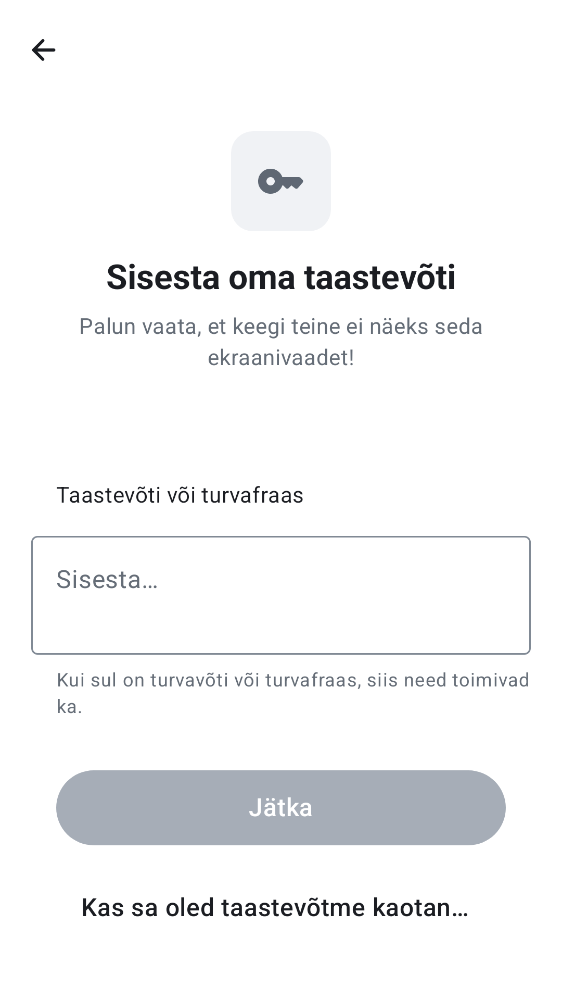 Sisesta oma taastevõti
Palun vaata, et keegi teine ei näeks seda
ekraanivaadet!
Taastevõti või turvafraas
Sisesta…
Kui sul on turvavõti või turvafraas, siis need toimivad
ka.
Jätka
Kas sa oled taastevõtme kaotan…